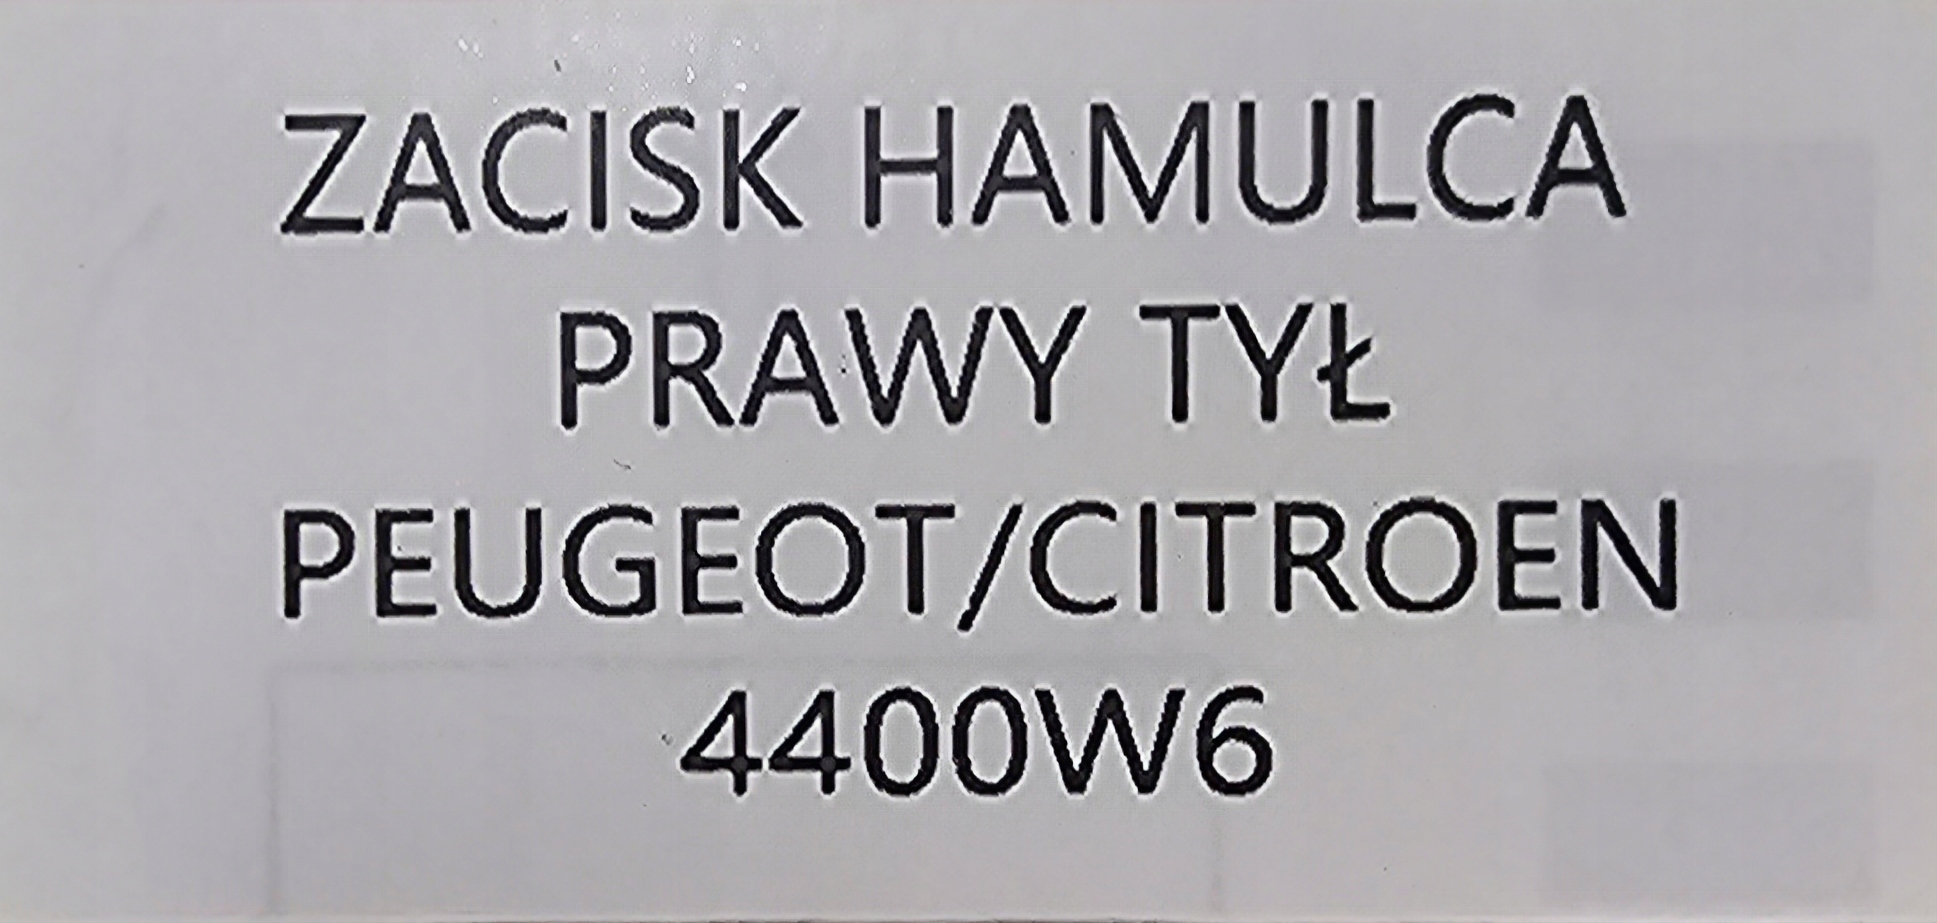 ZACISK HAMULCA
PRAWY TYŁ
PEUGEOT/CITROEN
4400W6